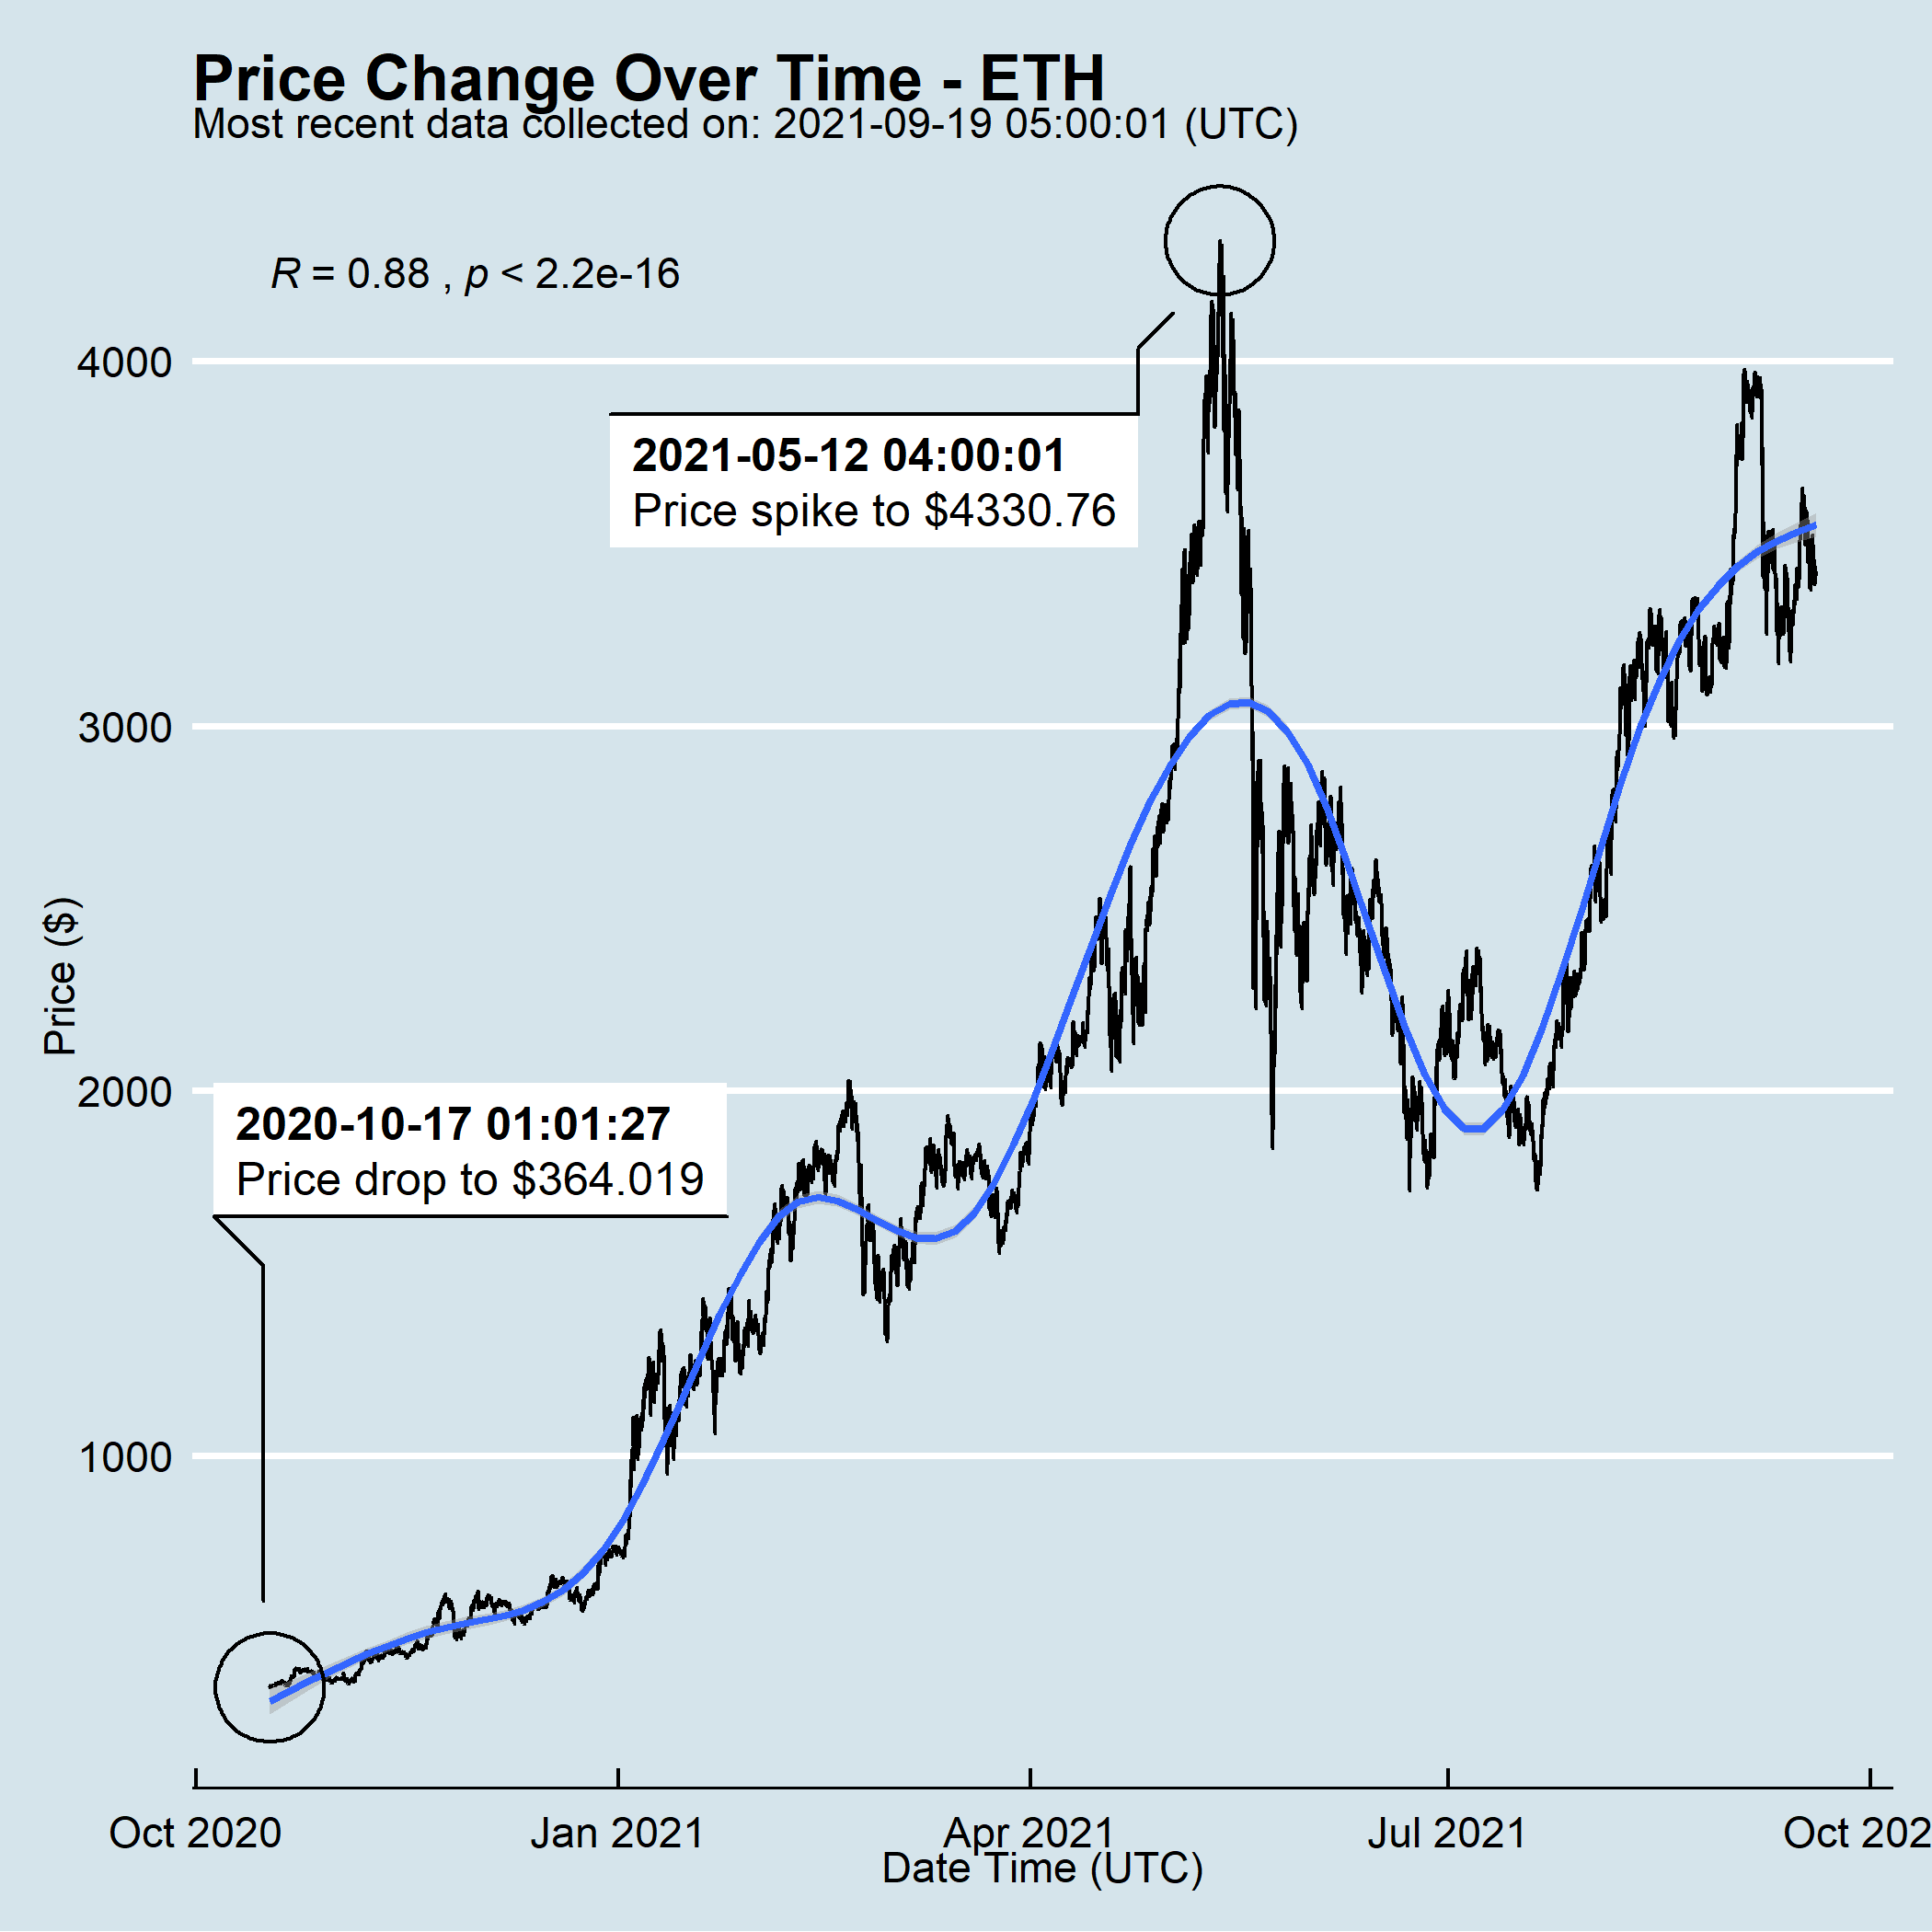 Price Change Over Time - ETH
Most recent data collected on: 2021-09-19 05:00:01 (UTC)
R = 0.88 , p < 2.2e-16
4000
2021-05-12 04:00:01
Price spike to $4330.76
3000
Price ($)
2000
2020-10-17 01:01:27
Price drop to $364.019
1000
Oct 2020 Jan 2021 Apr 2021 Jul 2021 Oct 202
Date Time (UTC)